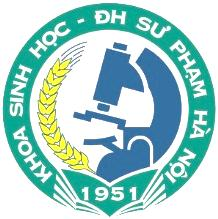 KHOA SINH HỌC - ĐH SƯ PHẠM HÀ NỘI
1951